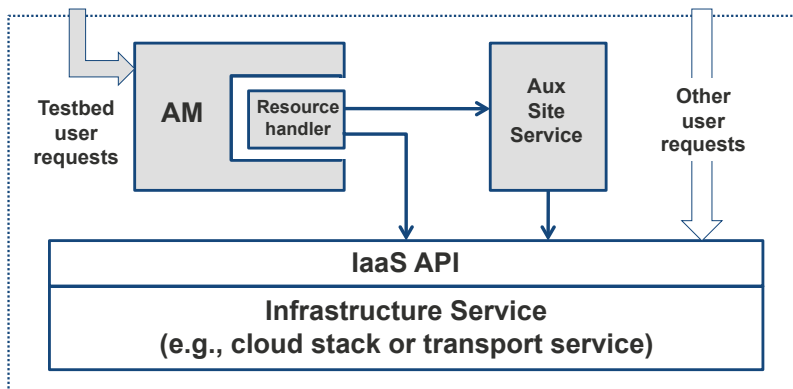 Testbed
user
requests
AM
Resource
handler
Aux
Site
Service
Other
user
requests
IaaS API
Infrastructure Service
(e.g., cloud stack or transport service)